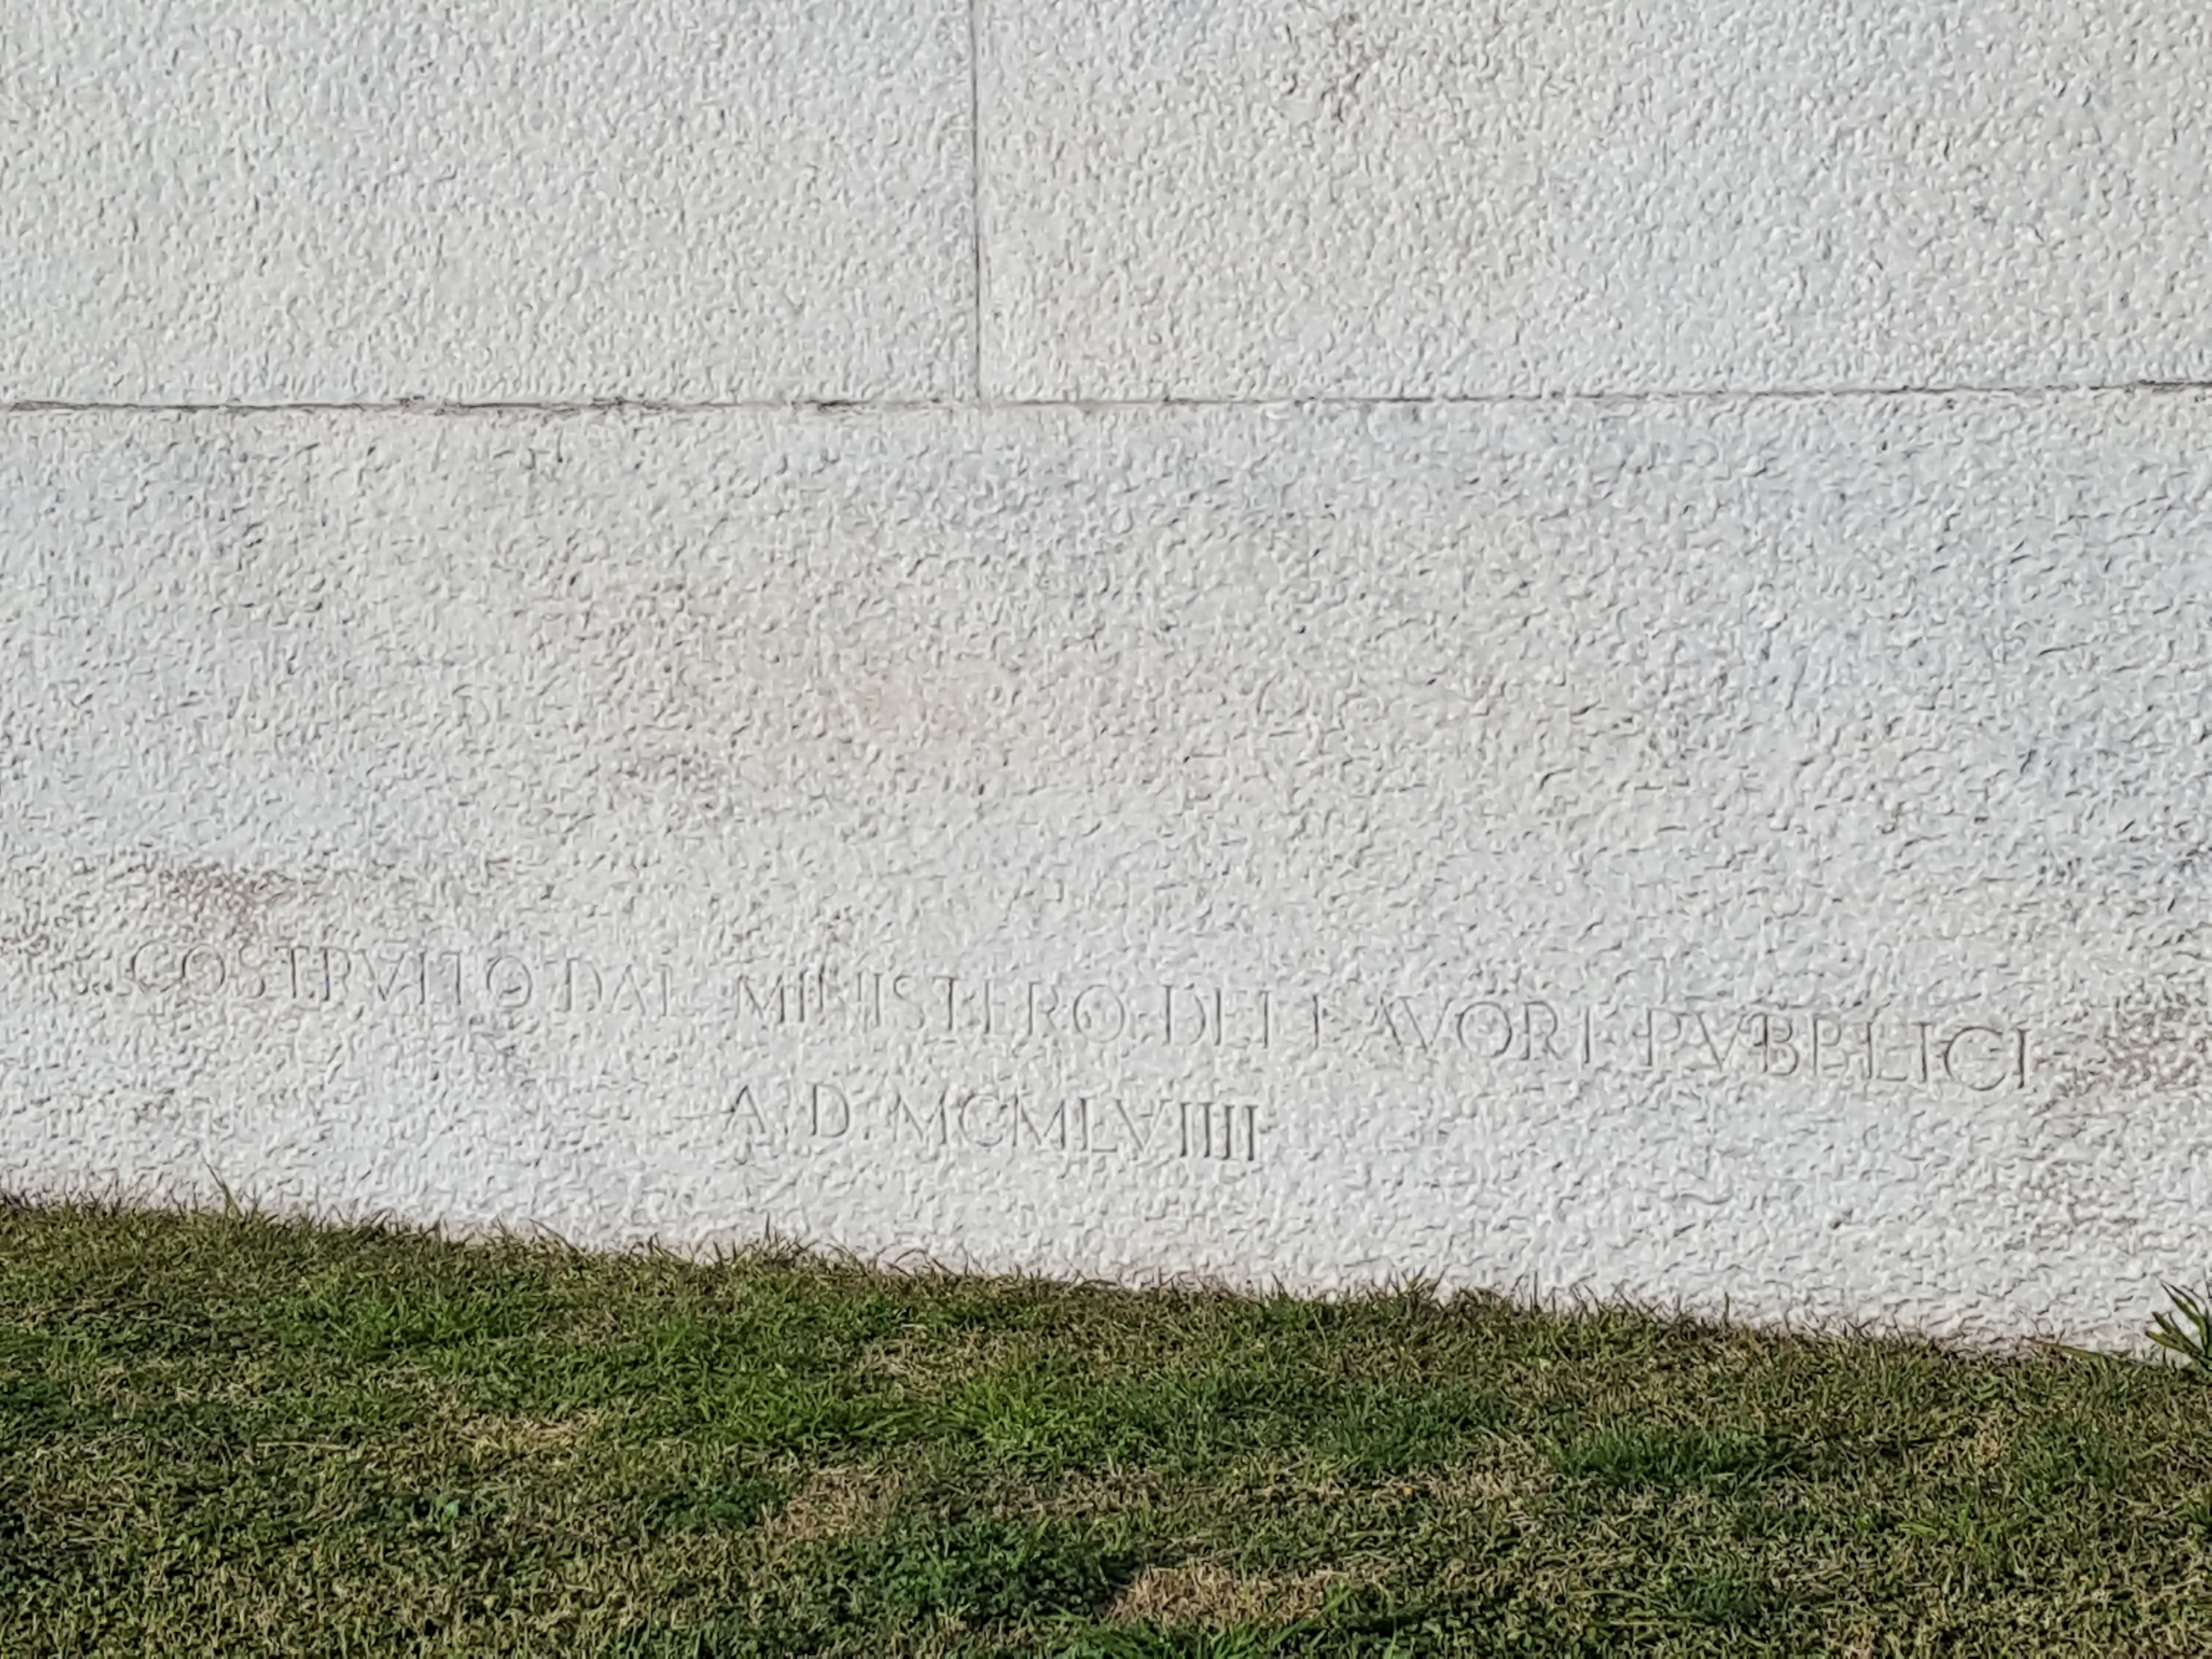 COSTRVITO DAL MINISTERO DEI LAVORI PVBBLICI
A. D. MCMLVIIII